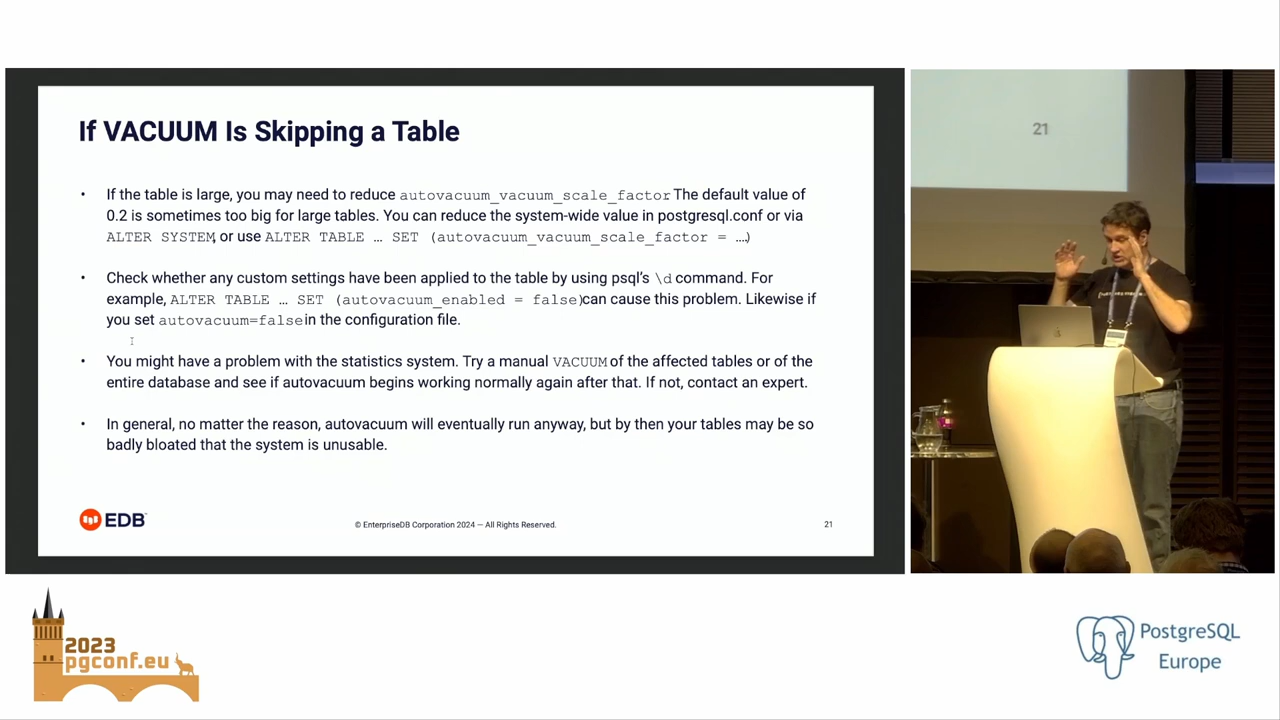 If VACUUM Is Skipping a Table
• If the table is large, you may need to reduce autovacuum_vacuum_scale_factor. The default value of
0.2 is sometimes too big for large tables. You can reduce the system-wide value in postgresql.conf or via
ALTER SYSTEM, or use ALTER TABLE … SET (autovacuum_vacuum_scale_factor = …)
• Check whether any custom settings have been applied to the table by using psql's \d command. For
example, ALTER TABLE … SET (autovacuum_enabled = false)can cause this problem. Likewise if
you set autovacuum=false in the configuration file.
• You might have a problem with the statistics system. Try a manual VACUUM of the affected tables or of the
entire database and see if autovacuum begins working normally again after that. If not, contact an expert.
• In general, no matter the reason, autovacuum will eventually run anyway, but by then your tables may be so
badly bloated that the system is unusable.
EDB
© EnterpriseDB Corporation 2024 — All Rights Reserved.
21
21
2023
pgconf.eu
PostgreSQL
Europe